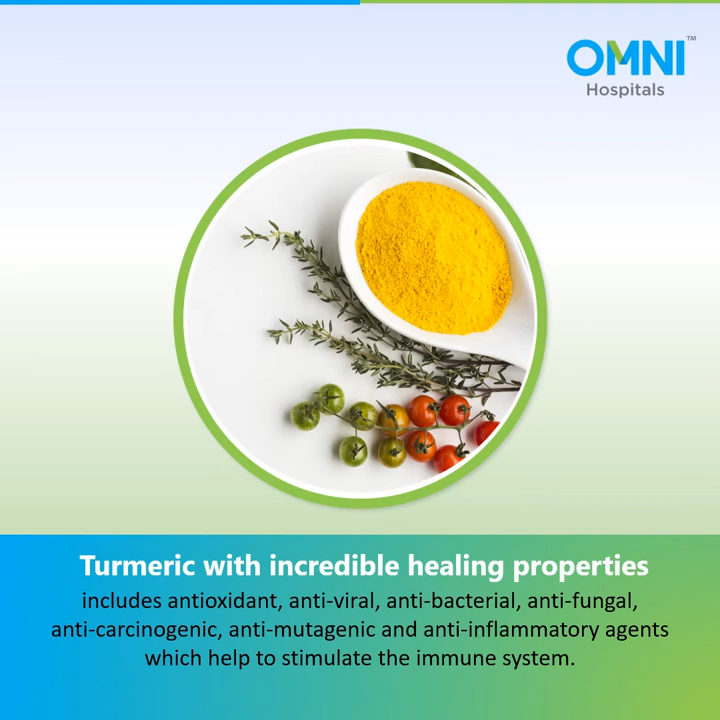 OMNI™
Hospitals
Turmeric with incredible healing properties
includes antioxidant, anti-viral, anti-bacterial, anti-fungal,
anti-carcinogenic, anti-mutagenic and anti-inflammatory agents
which help to stimulate the immune system.